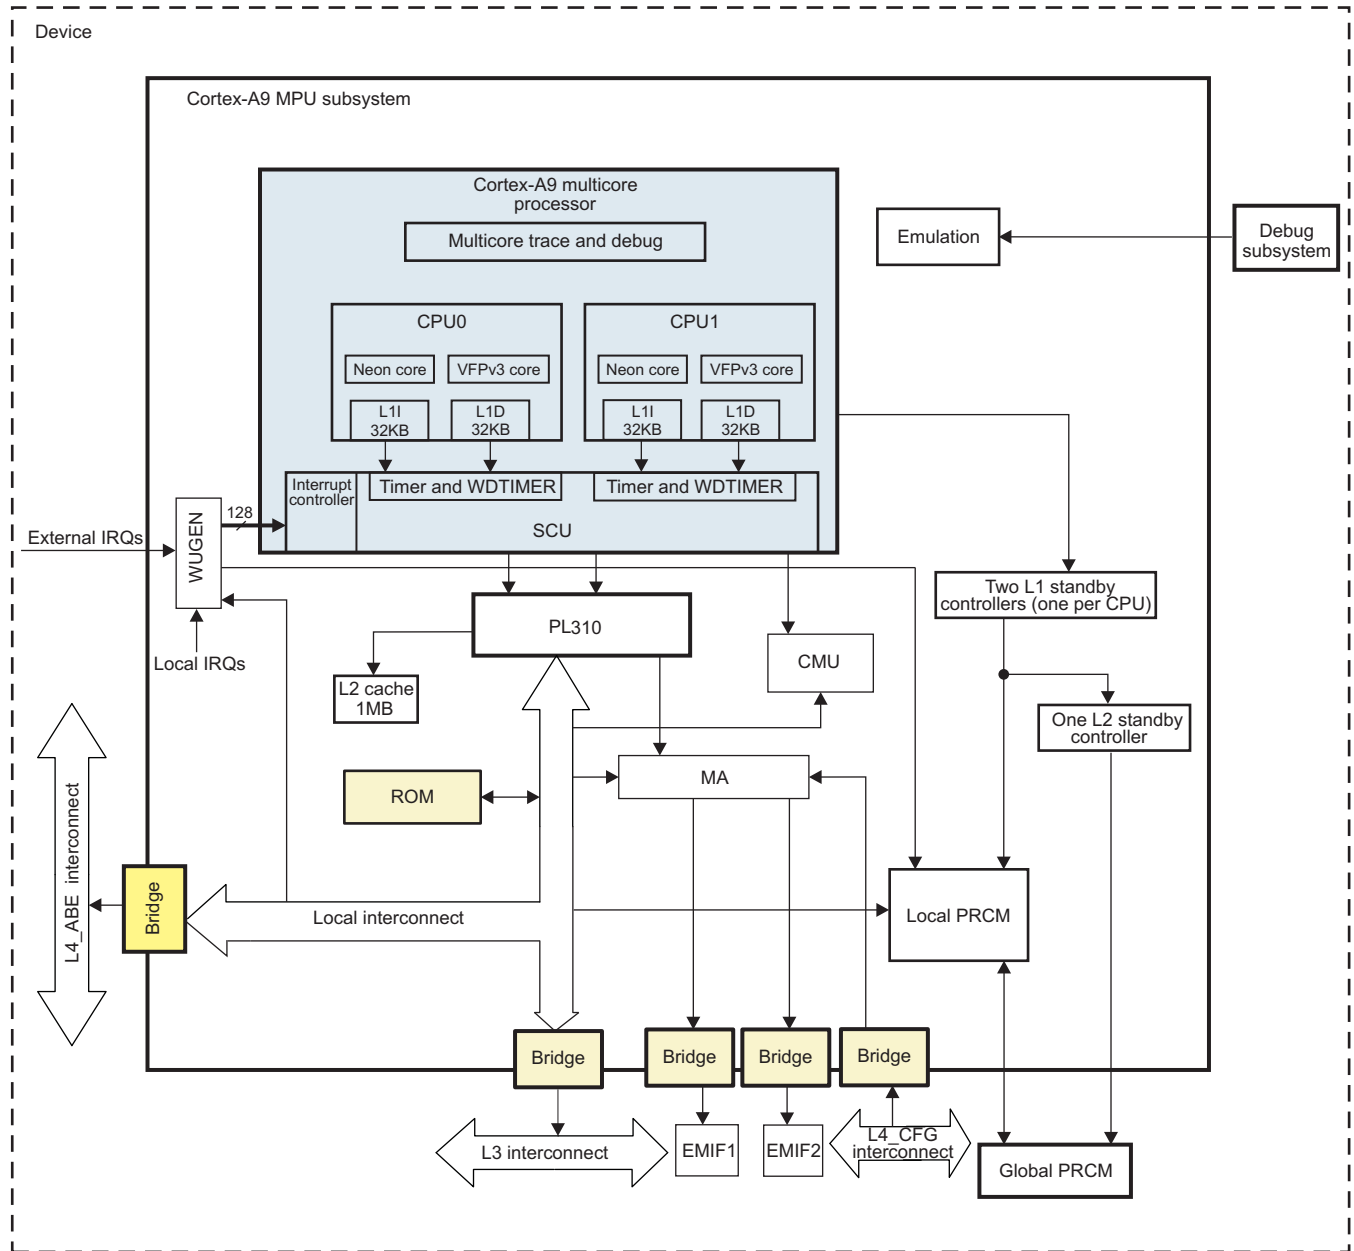 Device
Cortex-A9 MPU subsystem
Cortex-A9 multicore
processor
Multicore trace and debug
Emulation
Debug
subsystem
CPU0
CPU1
Neon core
VFPv3 core
Neon core
VFPv3 core
L1I
32KB
L1D
32KB
L1I
32KB
L1D
32KB
Interrupt
controller
Timer and WDTIMER
Timer and WDTIMER
SCU
128
External IRQs
WUGEN
Local IRQs
Two L1 standby
controllers (one per CPU)
PL310
CMU
L2 cache
1MB
One L2 standby
controller
MA
ROM
L4_ABE interconnect
Bridge
Local interconnect
Local PRCM
Bridge
Bridge
Bridge
Bridge
L3 interconnect
EMIF1
EMIF2
L4_CFG
interconnect
Global PRCM